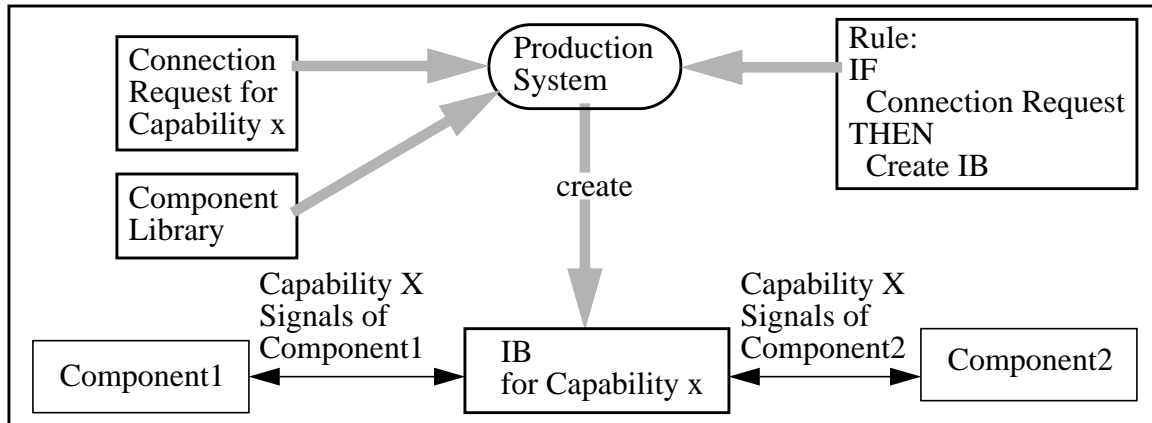 Connection
Request for
Capability x
Production
System
Rule:
IF
Connection Request
THEN
Create IB
Component
Library
create
Capability X
Signals of
Component1
Capability X
Signals of
Component2
Component1
IB
for Capability x
Component2